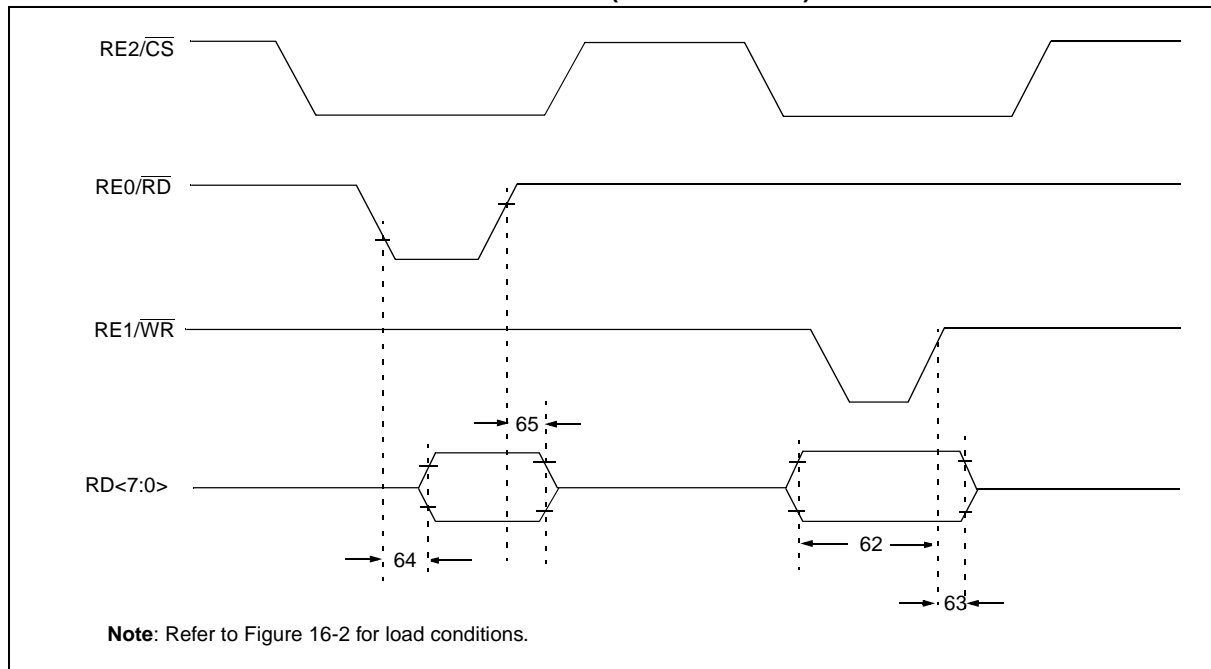 RE2/CS
RE0/RD
RE1/WR
65
RD<7:0>
62
64
63
Note: Refer to Figure 16-2 for load conditions.